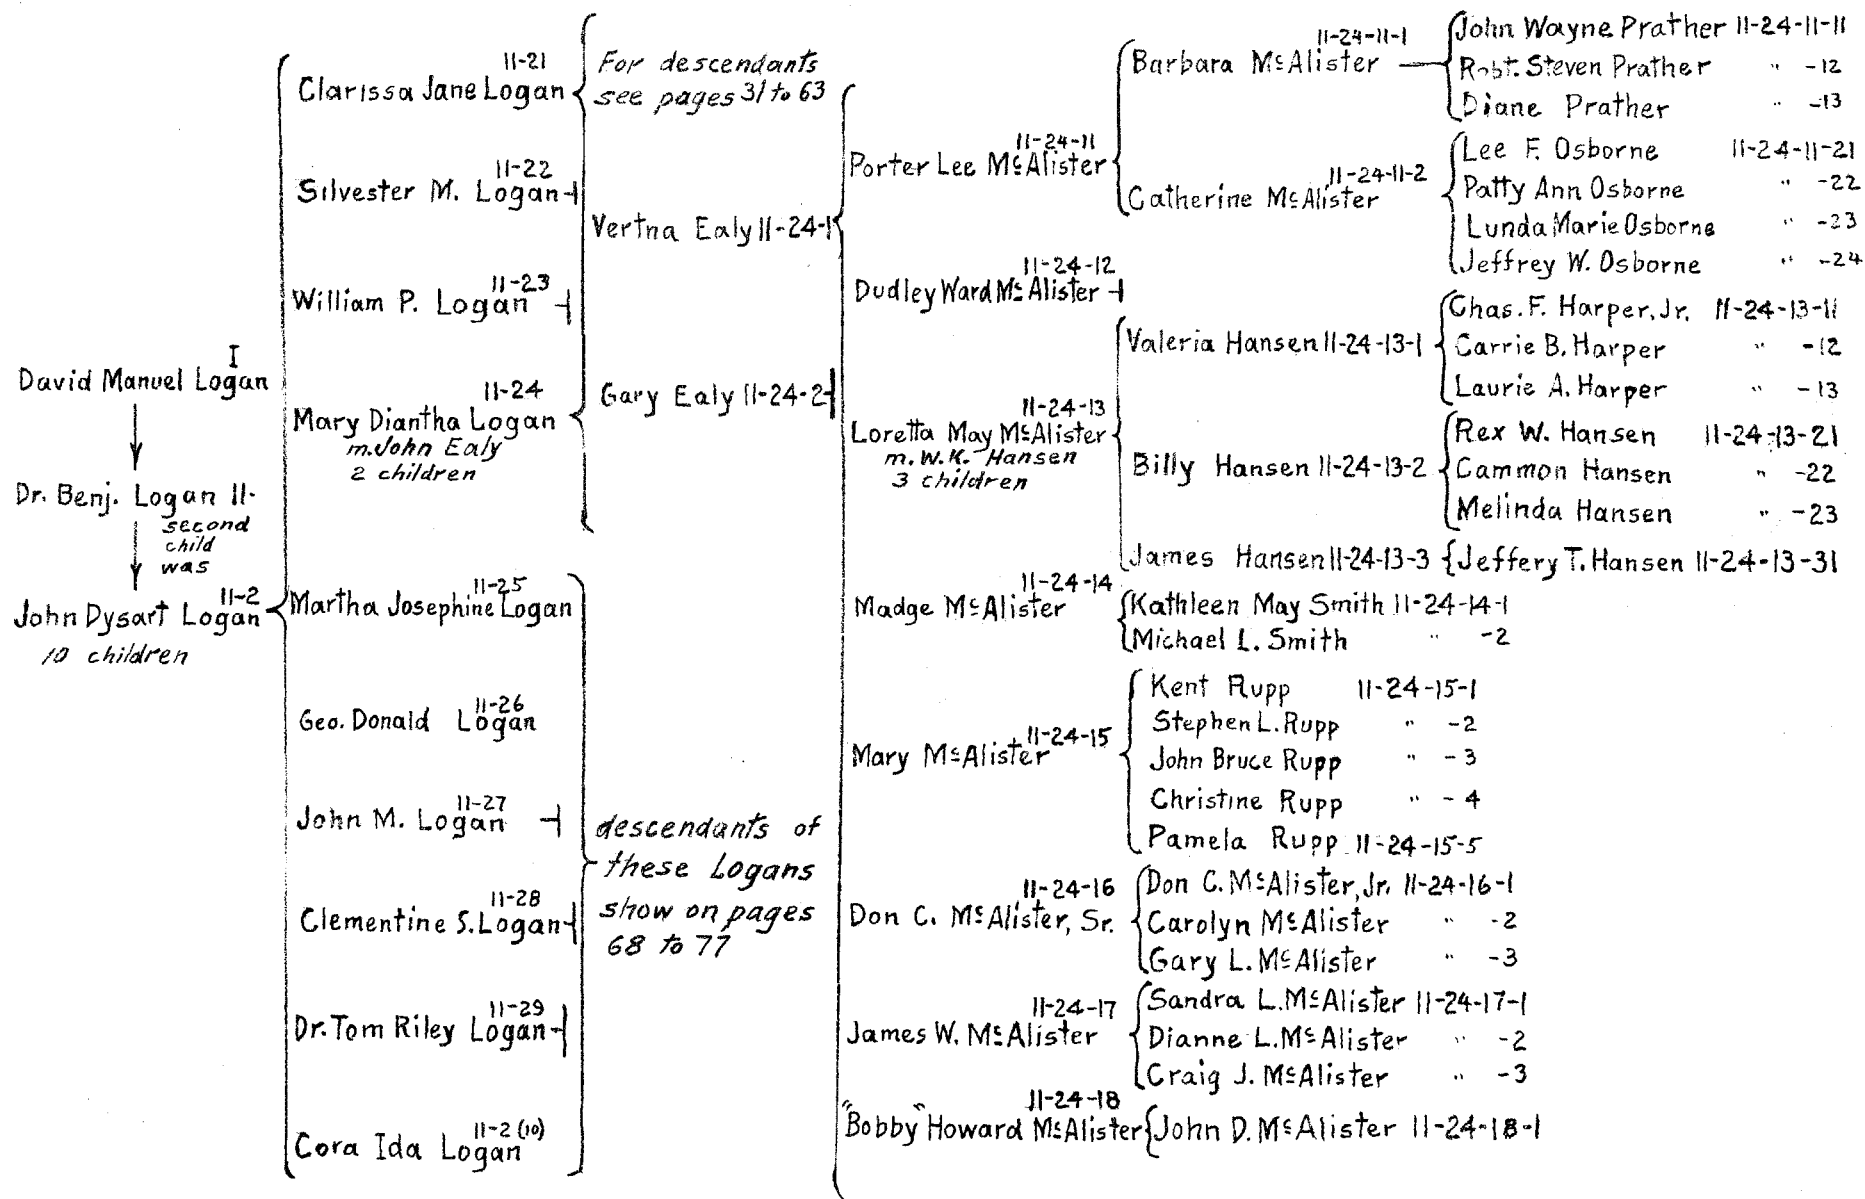 David Manuel Logan I
Dr. Benj. Logan 11-
second
child
was
John Dysart Logan 11-2
10 children
Clarissa Jane Logan 11-21
Silvester M. Logan 11-22
William P. Logan 11-23
Mary Diantha Logan 11-24
m. John Ealy
2 children
Martha Josephine Logan 11-25
Geo. Donald Logan 11-26
John M. Logan 11-27
Clementine S. Logan 11-28
Dr. Tom Riley Logan 11-29
Cora Ida Logan 11-2 (10)
For descendants
see pages 31 to 63
Vertna Ealy 11-24-1
Gary Ealy 11-24-2
descendants of
these Logans
show on pages
68 to 77
Porter Lee McAlister 11-24-11
Dudley Ward McAlister 11-24-12
Loretta May McAlister 11-24-13
m. W.K. Hansen
3 children
Madge McAlister 11-24-14
Mary McAlister 11-24-15
Don C. McAlister, Sr. 11-24-16
James W. McAlister 11-24-17
"Bobby" Howard McAlister 11-24-18
Barbara McAlister 11-24-11-1
Catherine McAlister 11-24-11-2
Valeria Hansen 11-24-13-1
Billy Hansen 11-24-13-2
James Hansen 11-24-13-3
Kathleen May Smith 11-24-14-1
Michael L. Smith " -2
Kent Rupp 11-24-15-1
Stephen L. Rupp " -2
John Bruce Rupp " -3
Christine Rupp " -4
Pamela Rupp 11-24-15-5
Don C. McAlister, Jr. 11-24-16-1
Carolyn McAlister " -2
Gary L. McAlister " -3
Sandra L. McAlister 11-24-17-1
Dianne L. McAlister " -2
Craig J. McAlister " -3
John D. McAlister 11-24-18-1
John Wayne Prather 11-24-11-11
Robt. Steven Prather " -12
Diane Prather " -13
Lee F. Osborne 11-24-11-21
Patty Ann Osborne " -22
Lunda Marie Osborne " -23
Jeffrey W. Osborne " -24
Chas. F. Harper, Jr. 11-24-13-11
Carrie B. Harper " -12
Laurie A. Harper " -13
Rex W. Hansen 11-24-13-21
Cammon Hansen " -22
Melinda Hansen " -23
Jeffery T. Hansen 11-24-13-31